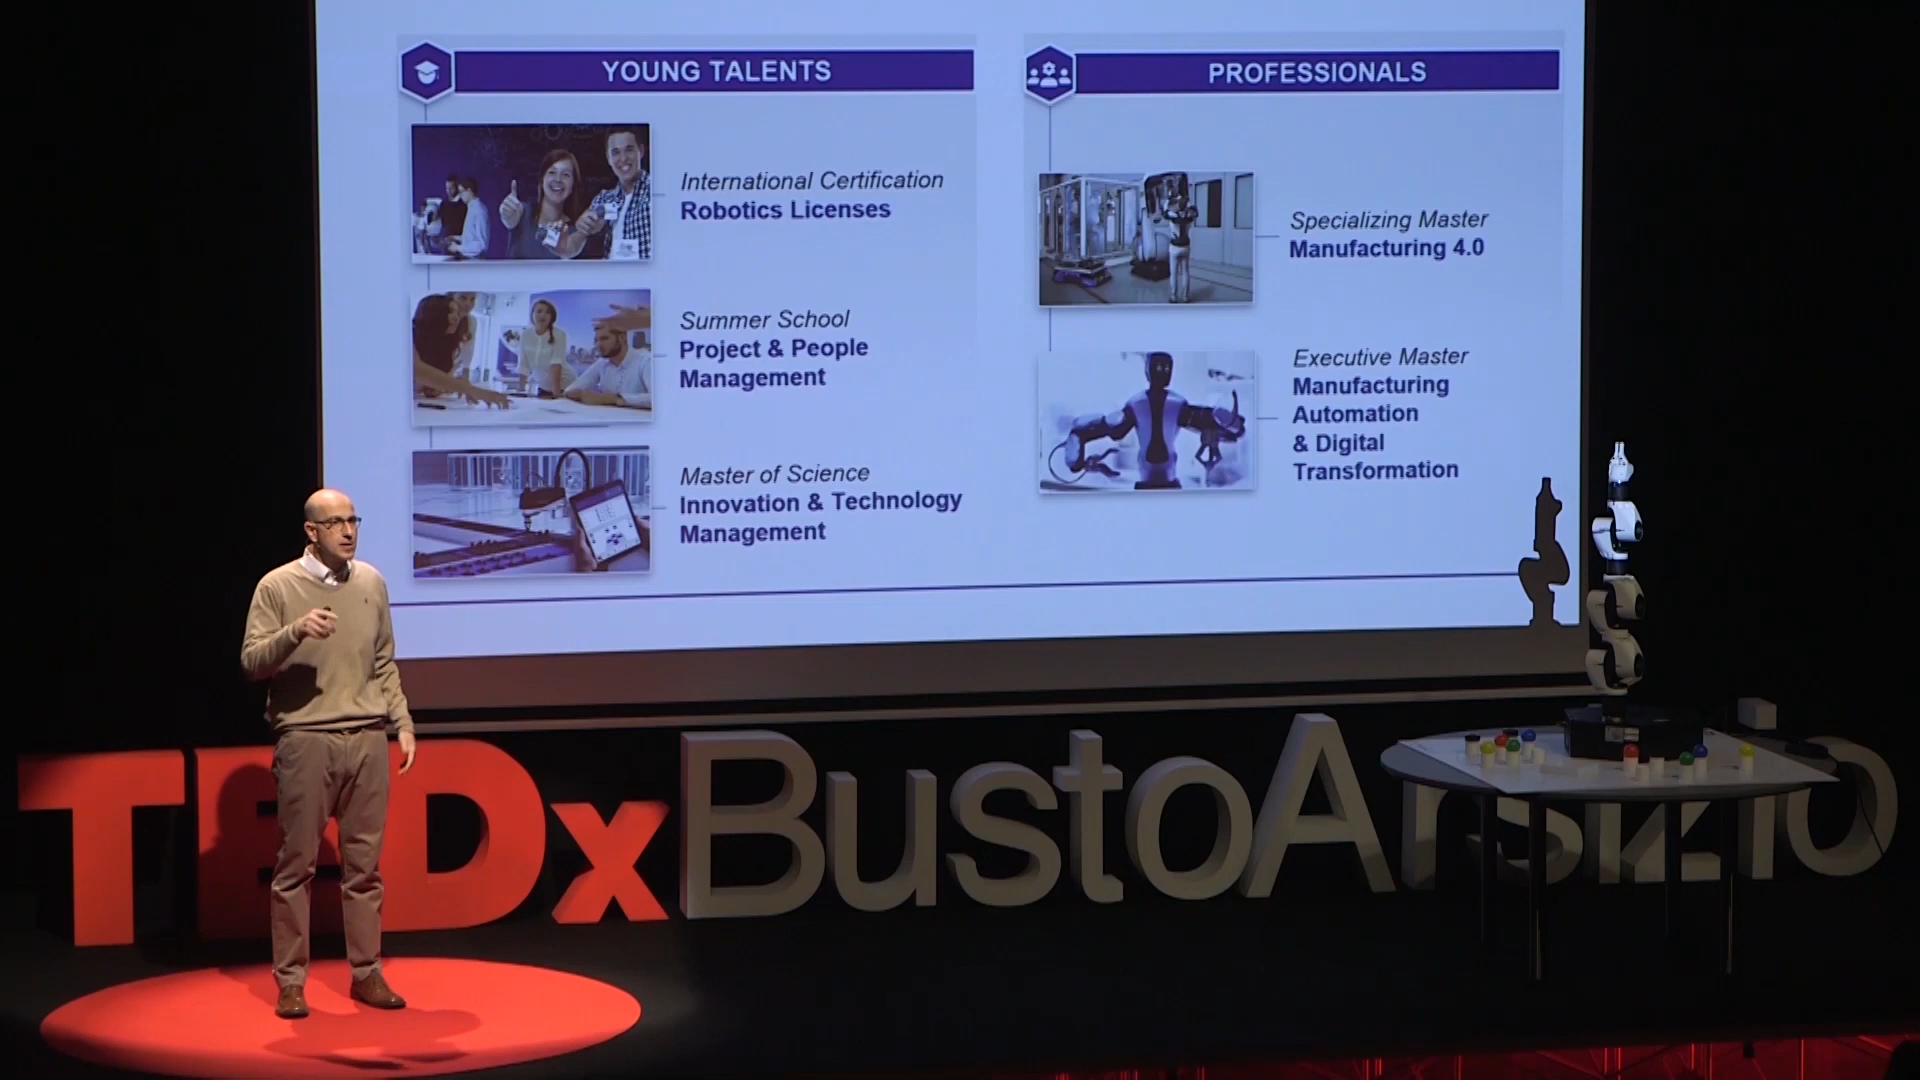 YOUNG TALENTS
International Certification
Robotics Licenses
Summer School
Project & People
Management
Master of Science
Innovation & Technology
Management
PROFESSIONALS
Specializing Master
Manufacturing 4.0
Executive Master
Manufacturing
Automation
& Digital
Transformation
TEDxBustoArsizio